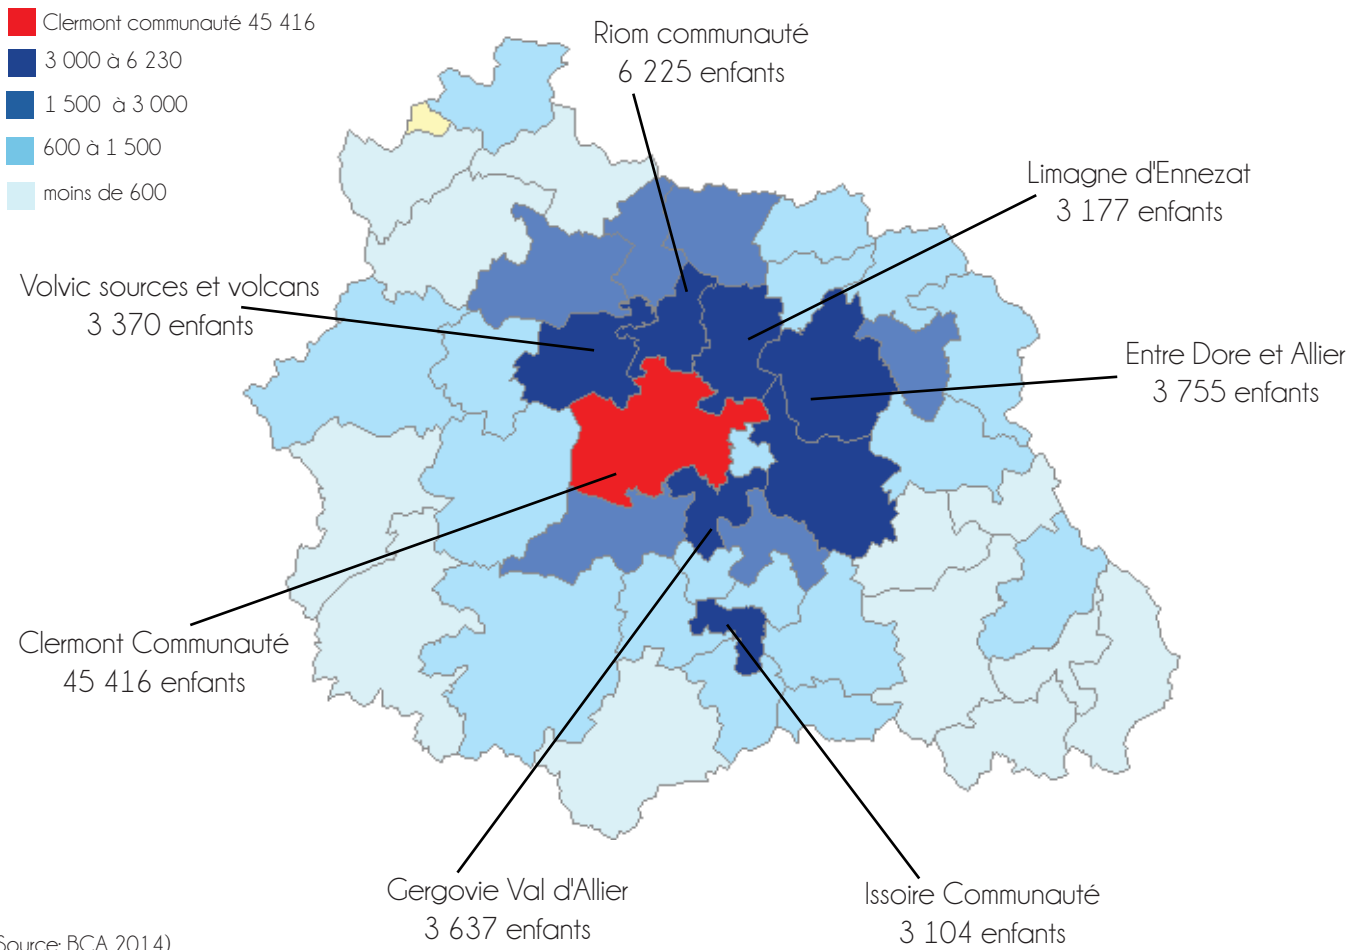 Clermont communauté 45 416
3 000 à 6 230
1 500 à 3 000
600 à 1 500
moins de 600
Riom communauté
6 225 enfants
Limagne d'Ennezat
3 177 enfants
Volvic sources et volcans
3 370 enfants
Entre Dore et Allier
3 755 enfants
Clermont Communauté
45 416 enfants
Gergovie Val d'Allier
3 637 enfants
Issoire Communauté
3 104 enfants
Source: BCA 2014)